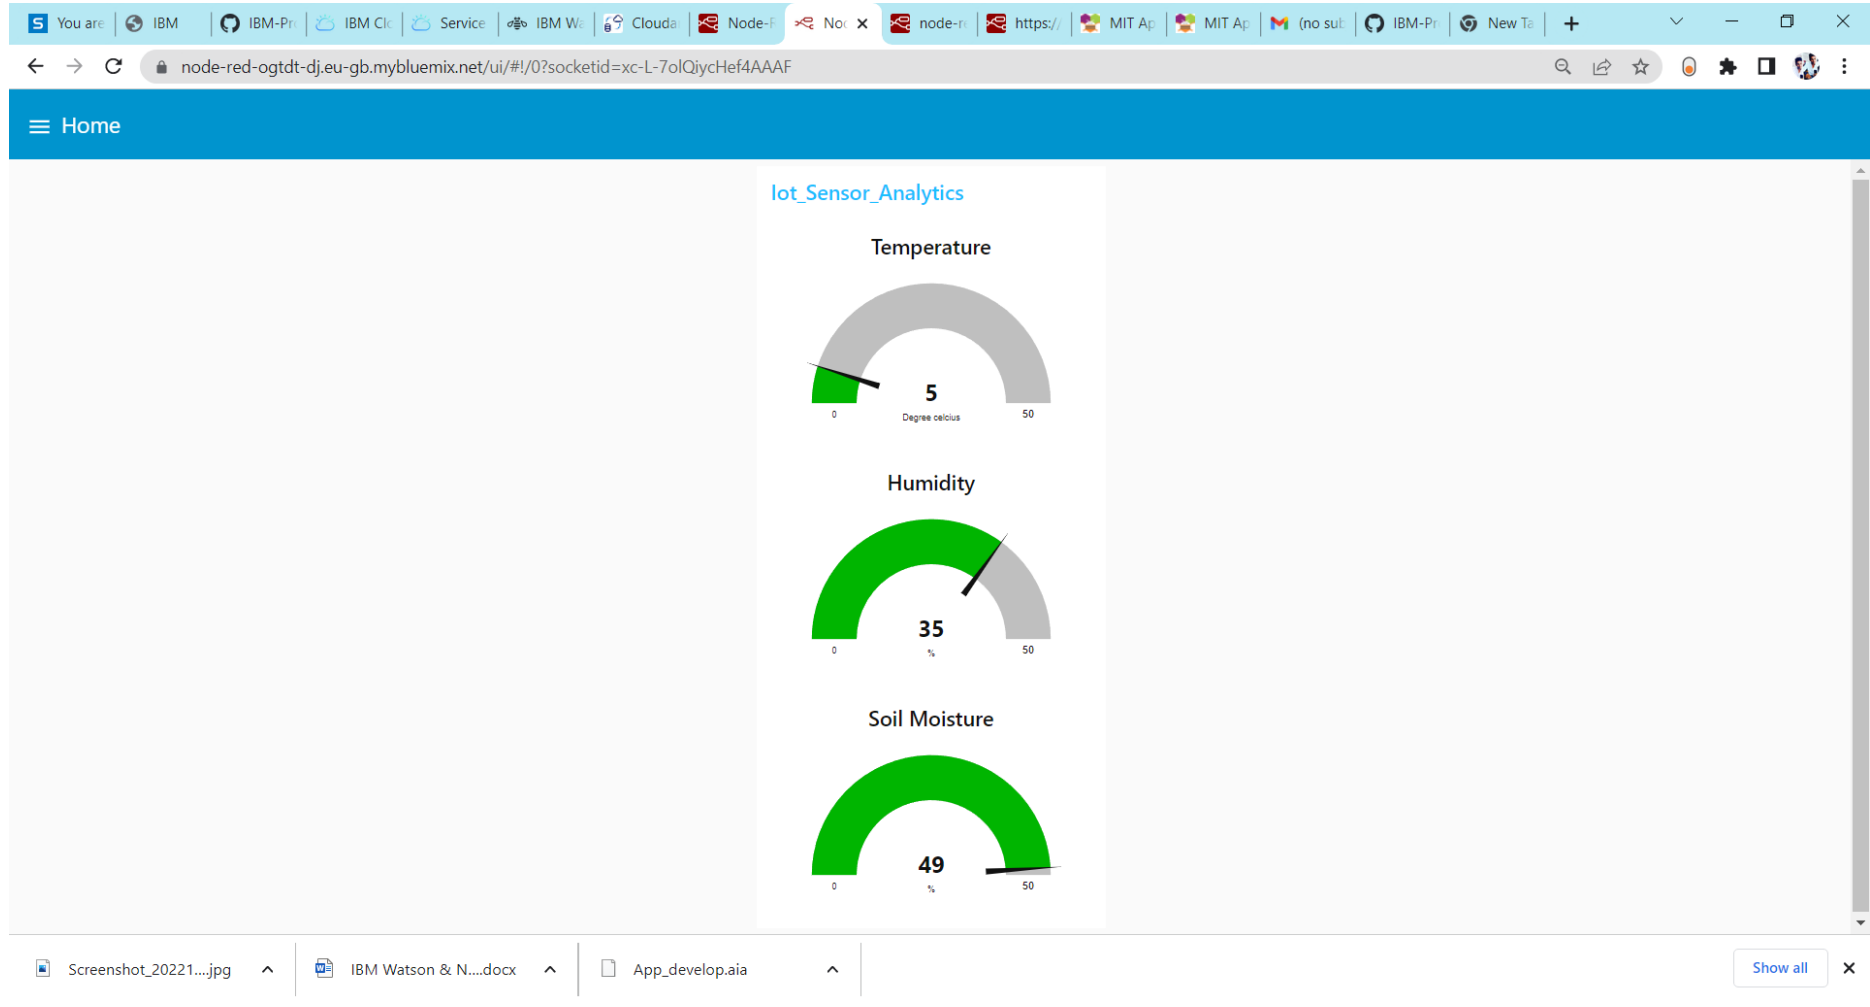 You are
IBM
IBM-Pr
IBM Clo
Service
IBM Wa
Clouda
Node-R
Noc
node-r
https://
MIT Ap
MIT Ap
(no sub
IBM-Pr
New Ta
node-red-ogtdt-dj.eu-gb.mybluemix.net/ui/#!/0?socketid=xc-L-7olQiycHef4AAAF
Home
Iot_Sensor_Analytics
Temperature
5
0
Degree celcius
50
Humidity
35
0
%
50
Soil Moisture
49
0
%
50
Screenshot_20221....jpg
IBM Watson & N....docx
App_develop.aia
Show all